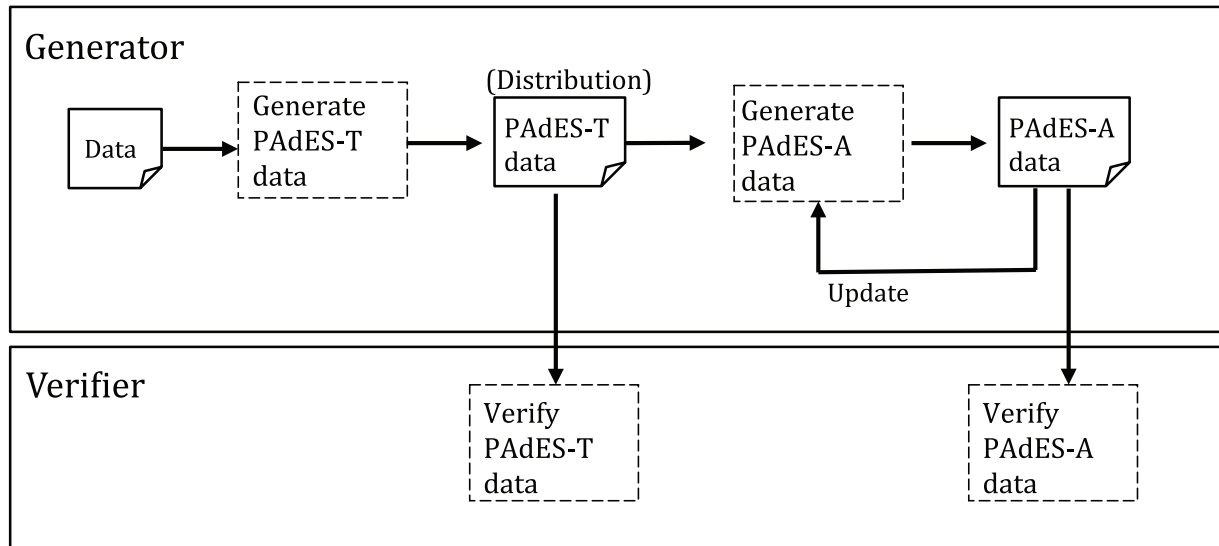 Generator
Data
Generate
PAdES-T
data
(Distribution)
PAdES-T
data
Generate
PAdES-A
data
PAdES-A
data
Update
Verifier
Verify
PAdES-T
data
Verify
PAdES-A
data